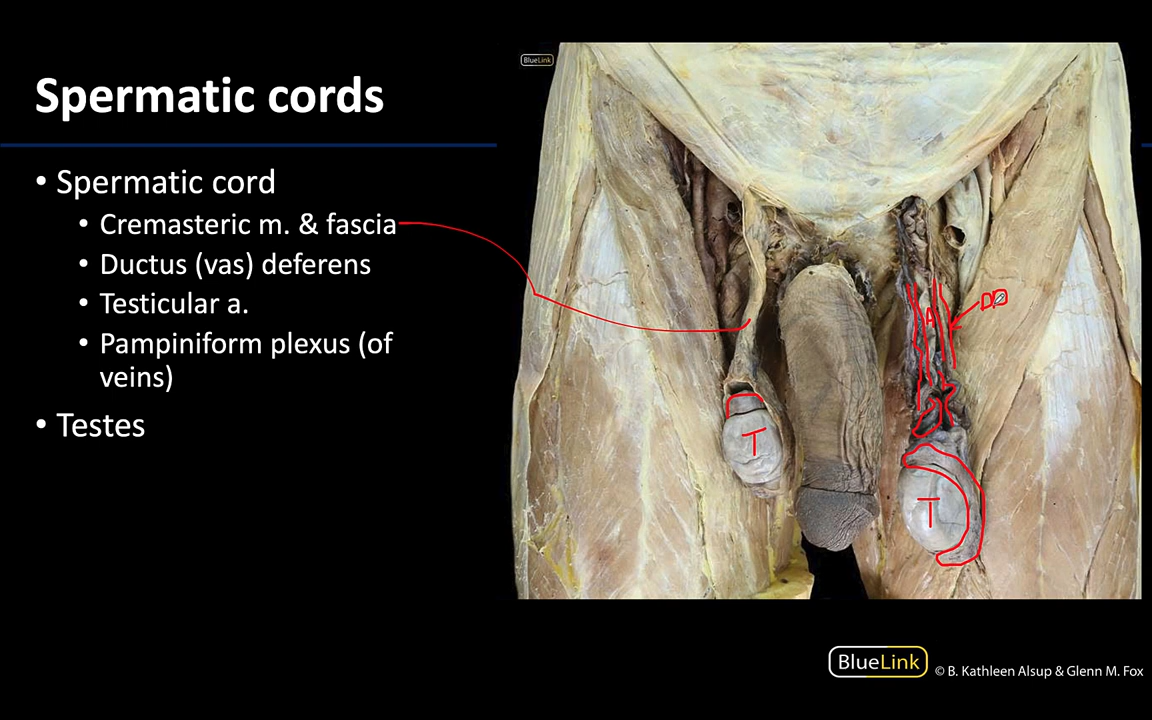 BlueLink
Spermatic cords
• Spermatic cord
• Cremasteric m. & fascia
• Ductus (vas) deferens
• Testicular a.
• Pampiniform plexus (of
veins)
• Testes
A
DD
T
T
BlueLink
© B. Kathleen Alsup & Glenn M. Fox